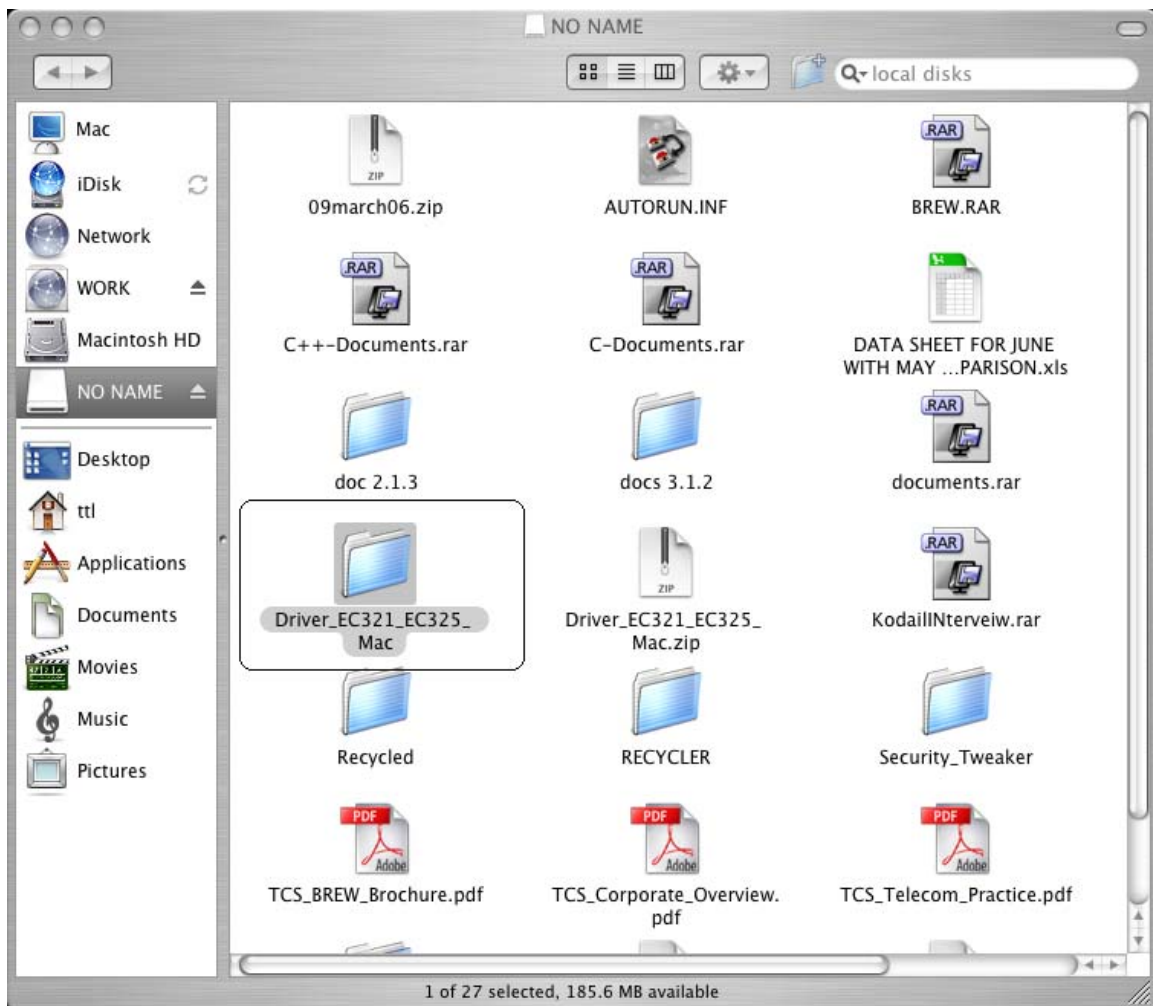 NO NAME
local disks
Mac
iDisk
Network
WORK
Macintosh HD
NO NAME
Desktop
ttl
Applications
Documents
Movies
Music
Pictures
ZIP
09march06.zip
AUTORUN.INF
.RAR
BREW.RAR
.RAR
C++-Documents.rar
.RAR
C-Documents.rar
DATA SHEET FOR JUNE
WITH MAY ...PARISON.xls
doc 2.1.3
docs 3.1.2
.RAR
documents.rar
Driver_EC321_EC325_
Mac
ZIP
Driver_EC321_EC325_
Mac.zip
.RAR
KodaiIINterveiw.rar
Recycled
RECYCLER
Security_Tweaker
PDF
Adobe
TCS_BREW_Brochure.pdf
PDF
Adobe
TCS_Corporate_Overview.
pdf
PDF
Adobe
TCS_Telecom_Practice.pdf
1 of 27 selected, 185.6 MB available